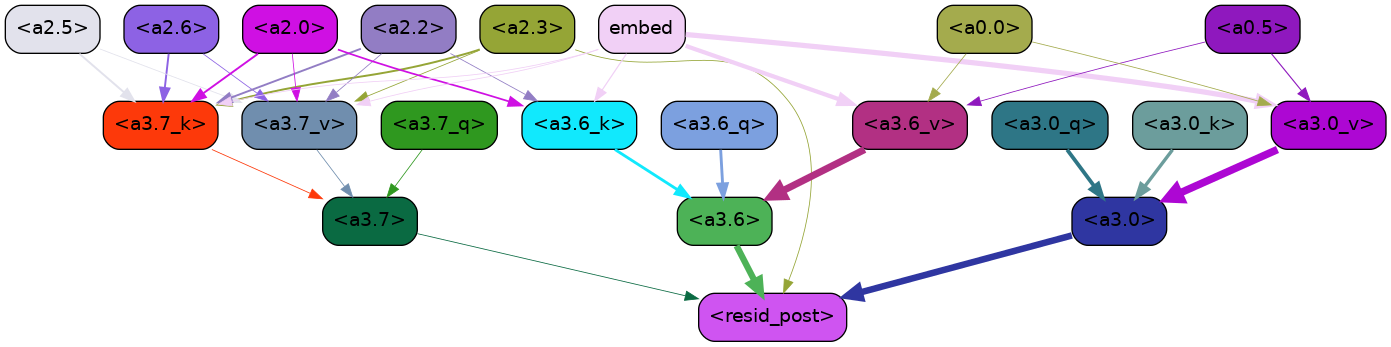 <a2.5> <a2.6> <a2.0> <a2.2> <a2.3> embed <a0.0> <a0.5>
<a3.7_k> <a3.7_v> <a3.7_q> <a3.6_k> <a3.6_q> <a3.6_v> <a3.0_q> <a3.0_k> <a3.0_v>
<a3.7> <a3.6> <a3.0>
<resid_post>